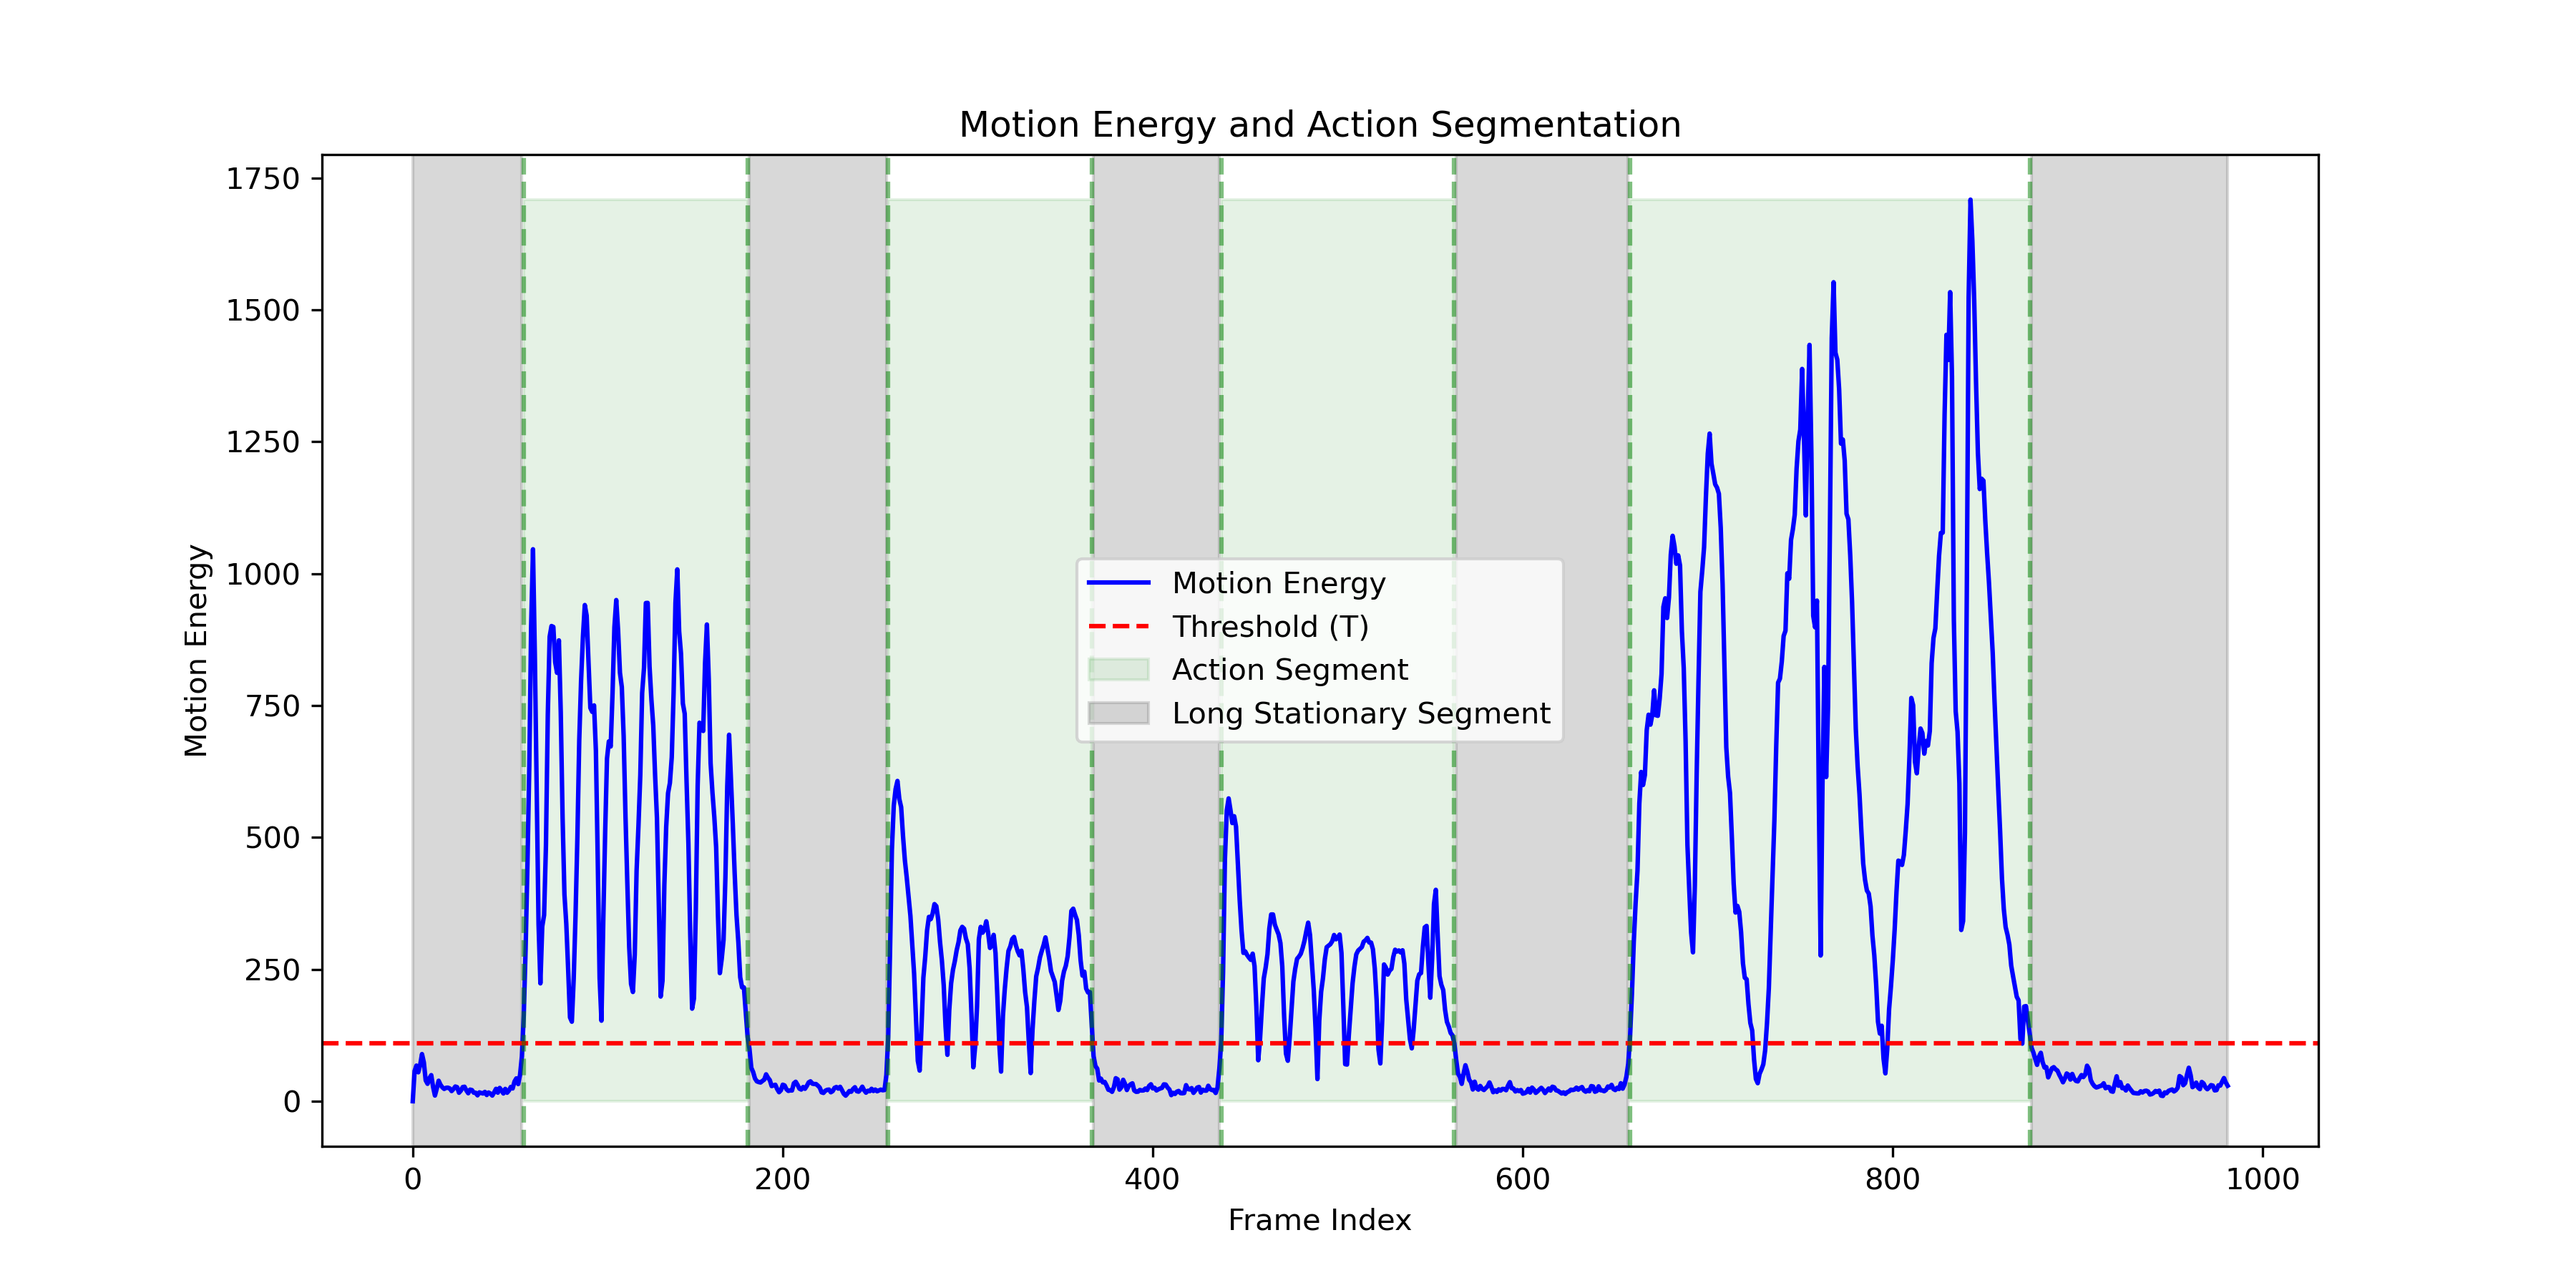 Motion Energy and Action Segmentation
Motion Energy
1750
1500
1250
1000
750
500
250
0
Motion Energy
Threshold (T)
Action Segment
Long Stationary Segment
0 200 400 600 800 1000
Frame Index